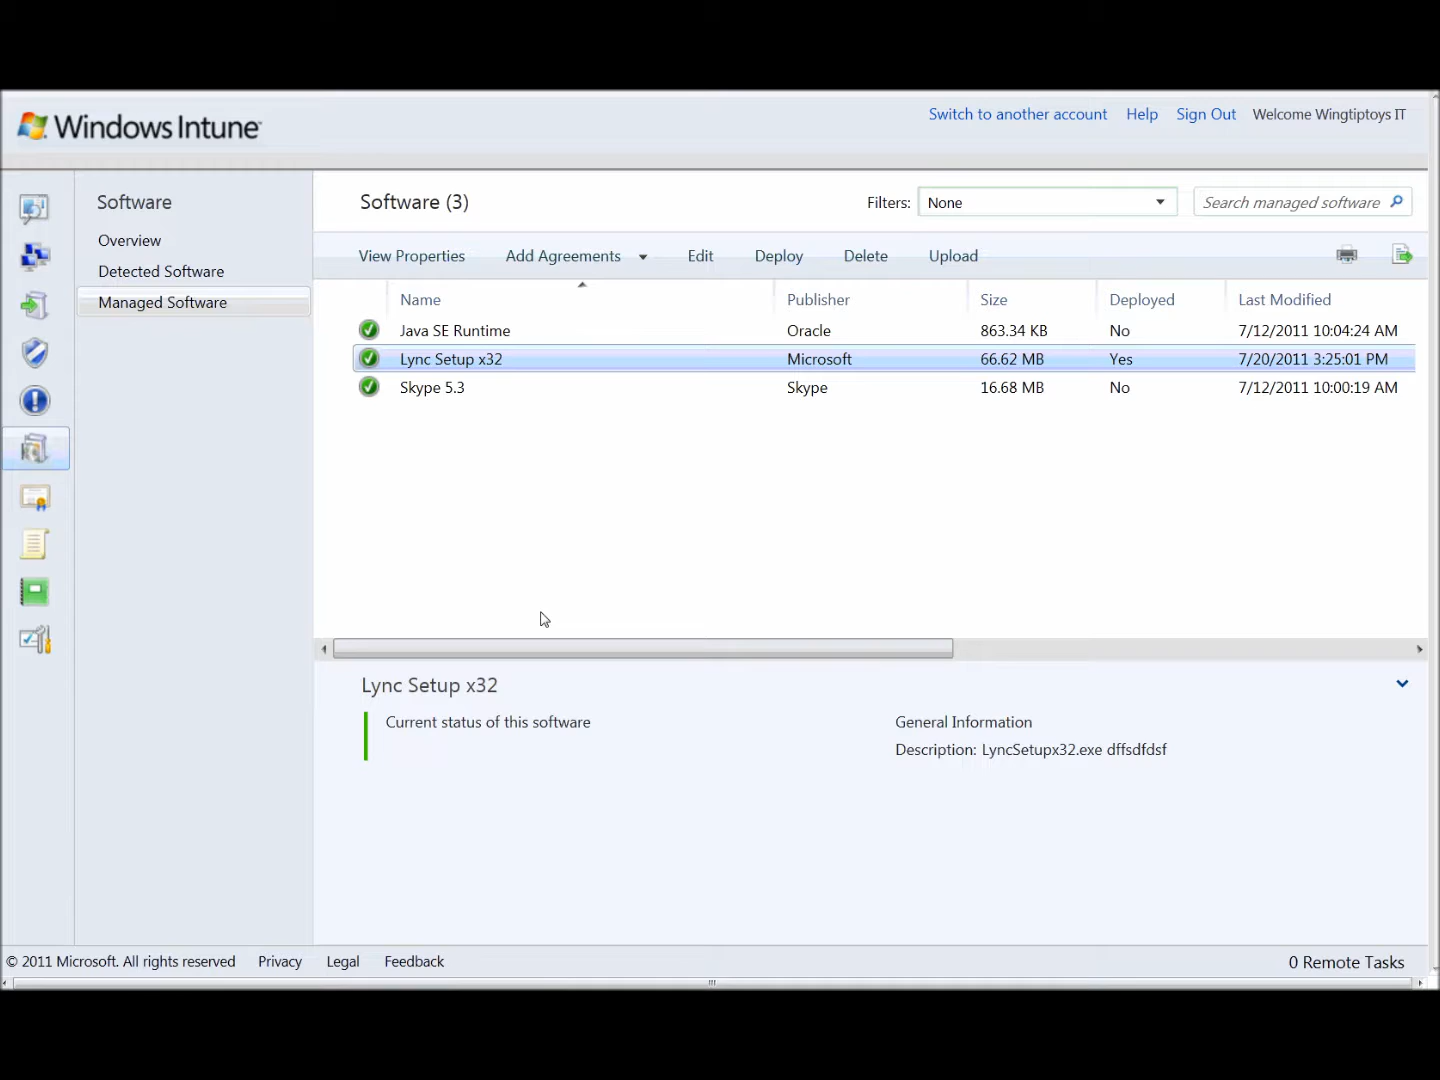 Windows Intune
Switch to another account Help Sign Out Welcome Wingtiptoys IT
Software
Overview
Detected Software
Managed Software
Software (3)
Filters: None Search managed software
View Properties Add Agreements Edit Deploy Delete Upload
Name Publisher Size Deployed Last Modified
Java SE Runtime Oracle 863.34 KB No 7/12/2011 10:04:24 AM
Lync Setup x32 Microsoft 66.62 MB Yes 7/20/2011 3:25:01 PM
Skype 5.3 Skype 16.68 MB No 7/12/2011 10:00:19 AM
Lync Setup x32
Current status of this software
General Information
Description: LyncSetupx32.exe dffsdfdsf
© 2011 Microsoft. All rights reserved Privacy Legal Feedback 0 Remote Tasks